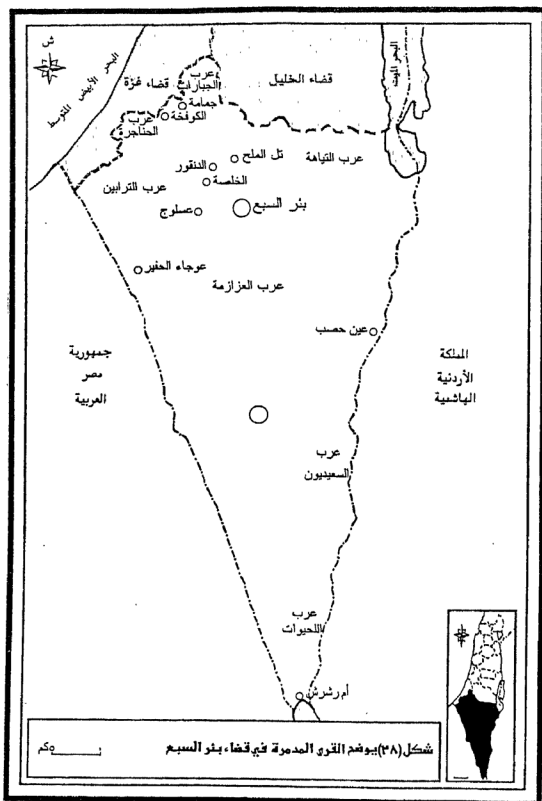 ش
البحر الأبيض المتوسط
قضاء غزة
عرب
الجبارات
قضاء الخليل
البحر الميت
جمامة
الكوفخة
عرب
الحناجر
تل الملح
عرب التياهة
الدنقور
الخلصة
عرب الترابين
عسلوج
بئر السبع
عوجاء الحفير
عرب العزازمة
عين حصب
جمهورية
مصر
العربية
المملكة
الأردنية
الهاشمية
عرب
السعيديون
عرب
اللحيوات
أم رشرش
شكل (٣٨) يوضح القرى المدمرة في قضاء بئر السبع
كم